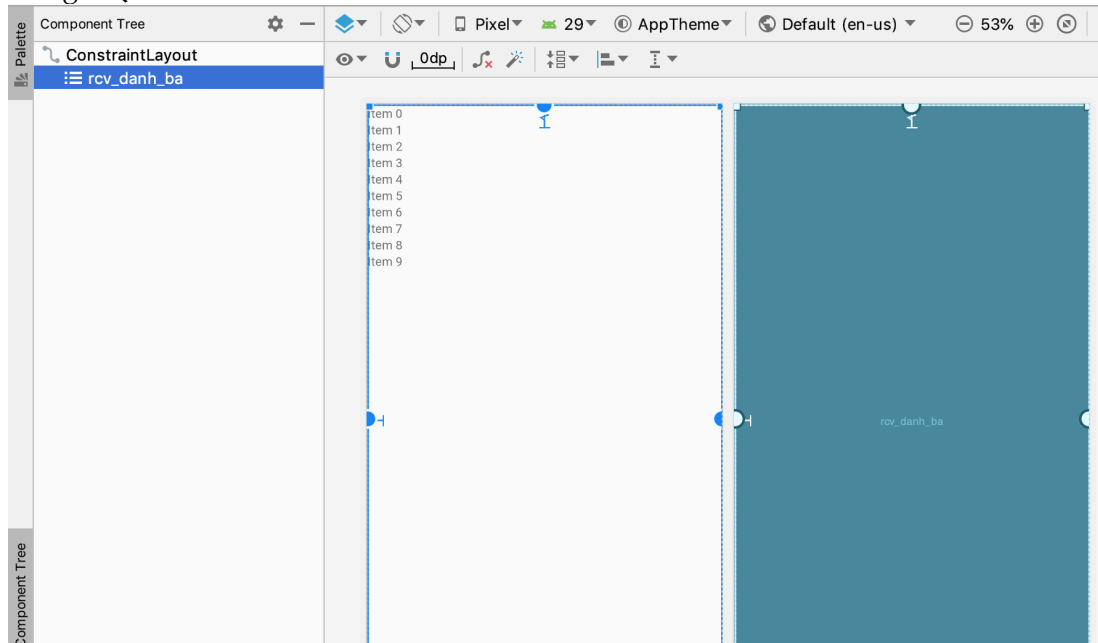 Palette
Component Tree
Pixel 29 AppTheme Default (en-us) 53%
ConstraintLayout
0dp
rcv_danh_ba
Item 0
Item 1
Item 2
Item 3
Item 4
Item 5
Item 6
Item 7
Item 8
Item 9
rcv_danh_ba
Component Tree